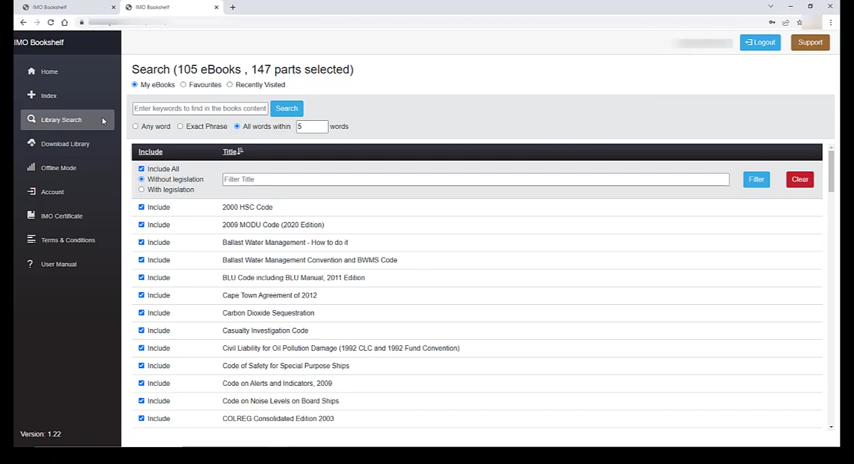 IMO Bookshelf
IMO Bookshelf
IMO Bookshelf
Logout
Support
Home
Index
Library Search
Download Library
Offline Mode
Account
IMO Certificate
Terms & Conditions
User Manual
Version: 1.22
Search (105 eBooks , 147 parts selected)
My eBooks Favourites Recently Visited
Enter keywords to find in the books content Search
Any word Exact Phrase All words within 5 words
Include Title
Include All
Without legislation Filter Title Filter Clear
With legislation
Include 2000 HSC Code
Include 2009 MODU Code (2020 Edition)
Include Ballast Water Management - How to do it
Include Ballast Water Management Convention and BWMS Code
Include BLU Code including BLU Manual, 2011 Edition
Include Cape Town Agreement of 2012
Include Carbon Dioxide Sequestration
Include Casualty Investigation Code
Include Civil Liability for Oil Pollution Damage (1992 CLC and 1992 Fund Convention)
Include Code of Safety for Special Purpose Ships
Include Code on Alerts and Indicators, 2009
Include Code on Noise Levels on Board Ships
Include COLREG Consolidated Edition 2003